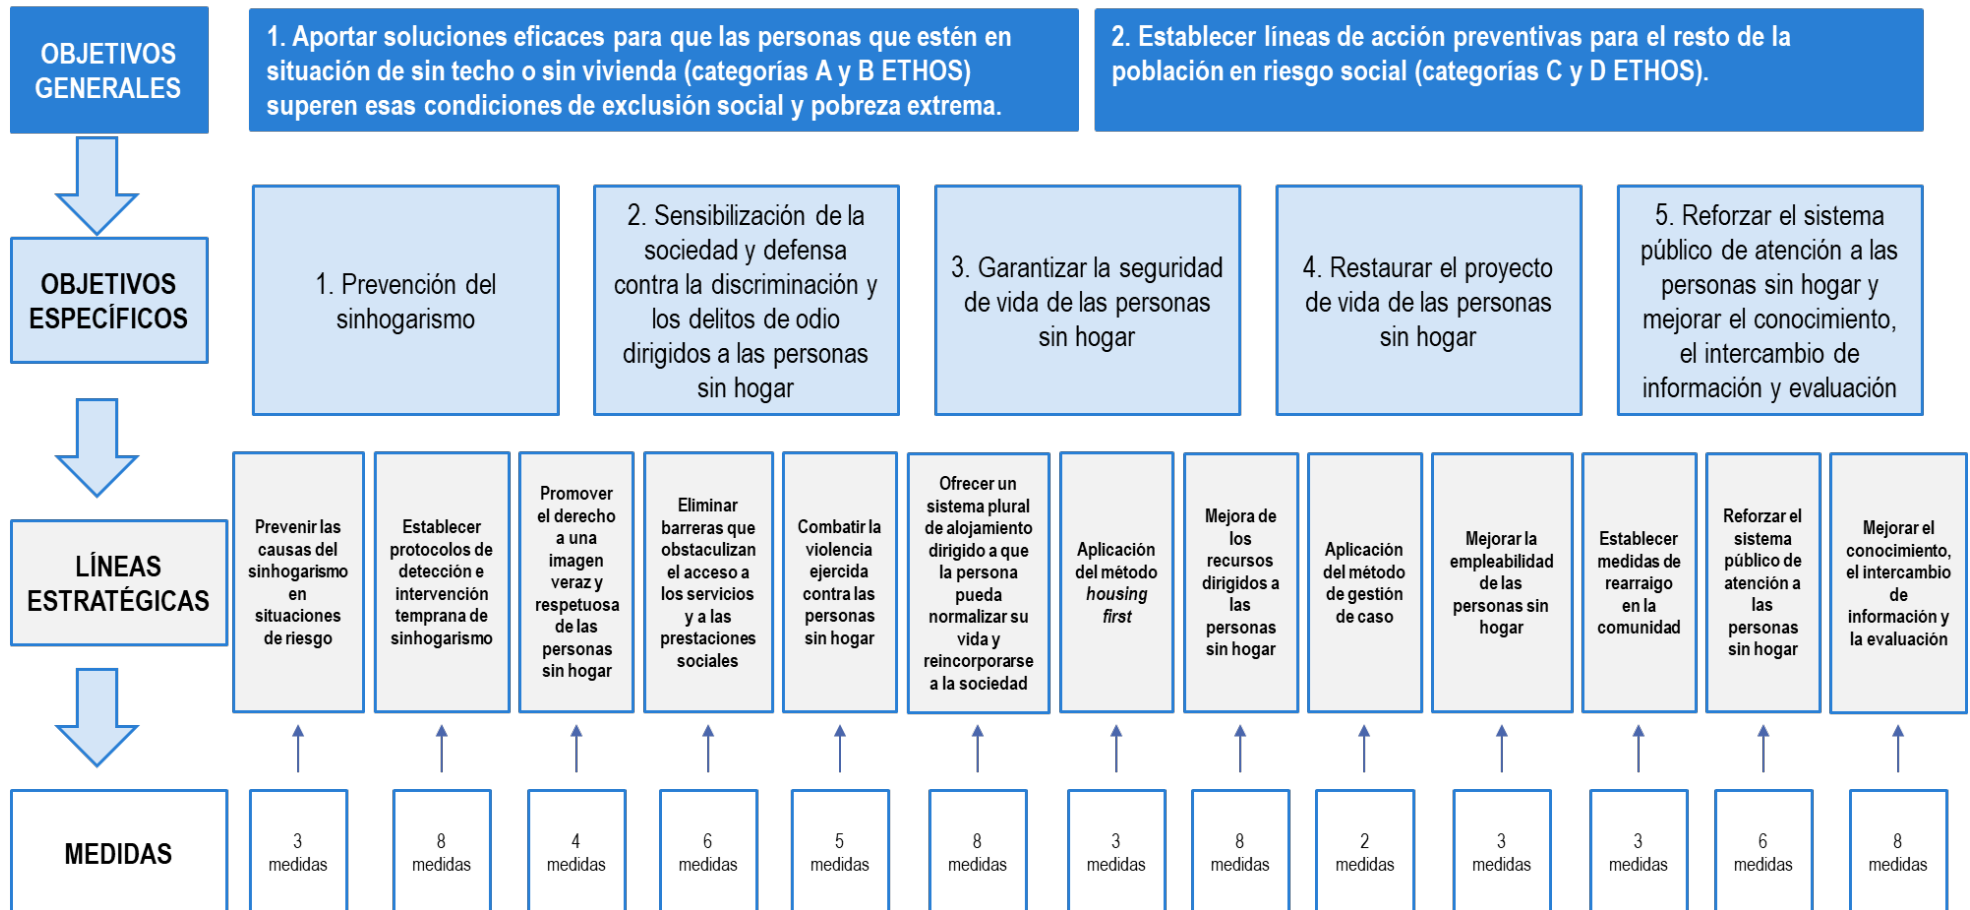 OBJETIVOS
GENERALES
1. Aportar soluciones eficaces para que las personas que estén en
situación de sin techo o sin vivienda (categorías A y B ETHOS)
superen esas condiciones de exclusión social y pobreza extrema.
2. Establecer líneas de acción preventivas para el resto de la
población en riesgo social (categorías C y D ETHOS).
OBJETIVOS
ESPECÍFICOS
1. Prevención del
sinhogarismo
2. Sensibilización de la
sociedad y defensa
contra la discriminación y
los delitos de odio
dirigidos a las personas
sin hogar
3. Garantizar la seguridad
de vida de las personas
sin hogar
4. Restaurar el proyecto
de vida de las personas
sin hogar
5. Reforzar el sistema
público de atención a las
personas sin hogar y
mejorar el conocimiento,
el intercambio de
información y evaluación
LÍNEAS
ESTRATÉGICAS
Prevenir las
causas del
sinhogarismo
en
situaciones
de riesgo
Establecer
protocolos de
detección e
intervención
temprana de
sinhogarismo
Promover
el derecho
a una
imagen
veraz y
respetuosa
de las
personas
sin hogar
Eliminar
barreras que
obstaculizan
el acceso a
los servicios
y a las
prestaciones
sociales
Combatir la
violencia
ejercida
contra las
personas
sin hogar
Ofrecer un
sistema plural
de alojamiento
dirigido a que
la persona
pueda
normalizar su
vida y
reincorporarse
a la sociedad
Aplicación
del método
housing
first
Mejora de
los
recursos
dirigidos a
las
personas
sin hogar
Aplicación
del método
de gestión
de caso
Mejorar la
empleabilidad
de las
personas sin
hogar
Establecer
medidas de
rearraigo
en la
comunidad
Reforzar el
sistema
público de
atención a
las
personas
sin hogar
Mejorar el
conocimiento,
el intercambio
de
información y
la evaluación
MEDIDAS
3
medidas
8
medidas
4
medidas
6
medidas
5
medidas
8
medidas
3
medidas
8
medidas
2
medidas
3
medidas
3
medidas
6
medidas
8
medidas